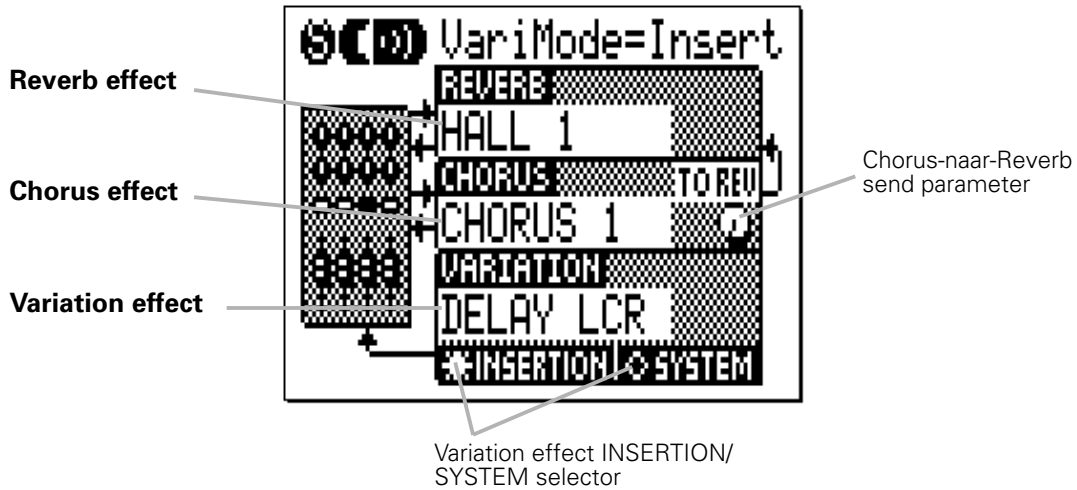 VariMode=Insert
Reverb effect
REVERB
HALL 1
Chorus-naar-Reverb
send parameter
Chorus effect
CHORUS
TO REV
CHORUS 1
VARIATION
Variation effect
DELAY LCR
INSERTION
SYSTEM
Variation effect INSERTION/
SYSTEM selector